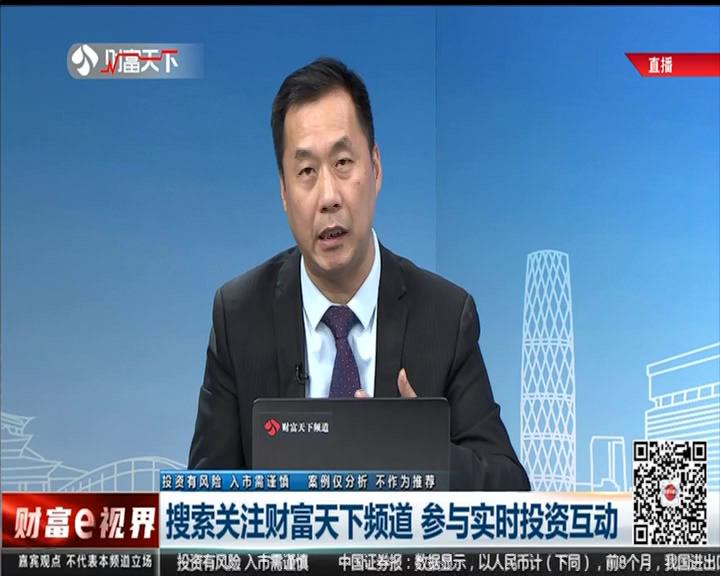 财富天下
直播
财富天下频道
投资有风险 入市需谨慎 案例仅分析 不作为推荐
财富e视界
搜索关注财富天下频道 参与实时投资互动
嘉宾观点 不代表本频道立场
投资有风险 入市需谨慎 中国证券报：数据显示，以人民币计（下同），前8个月，我国进出口